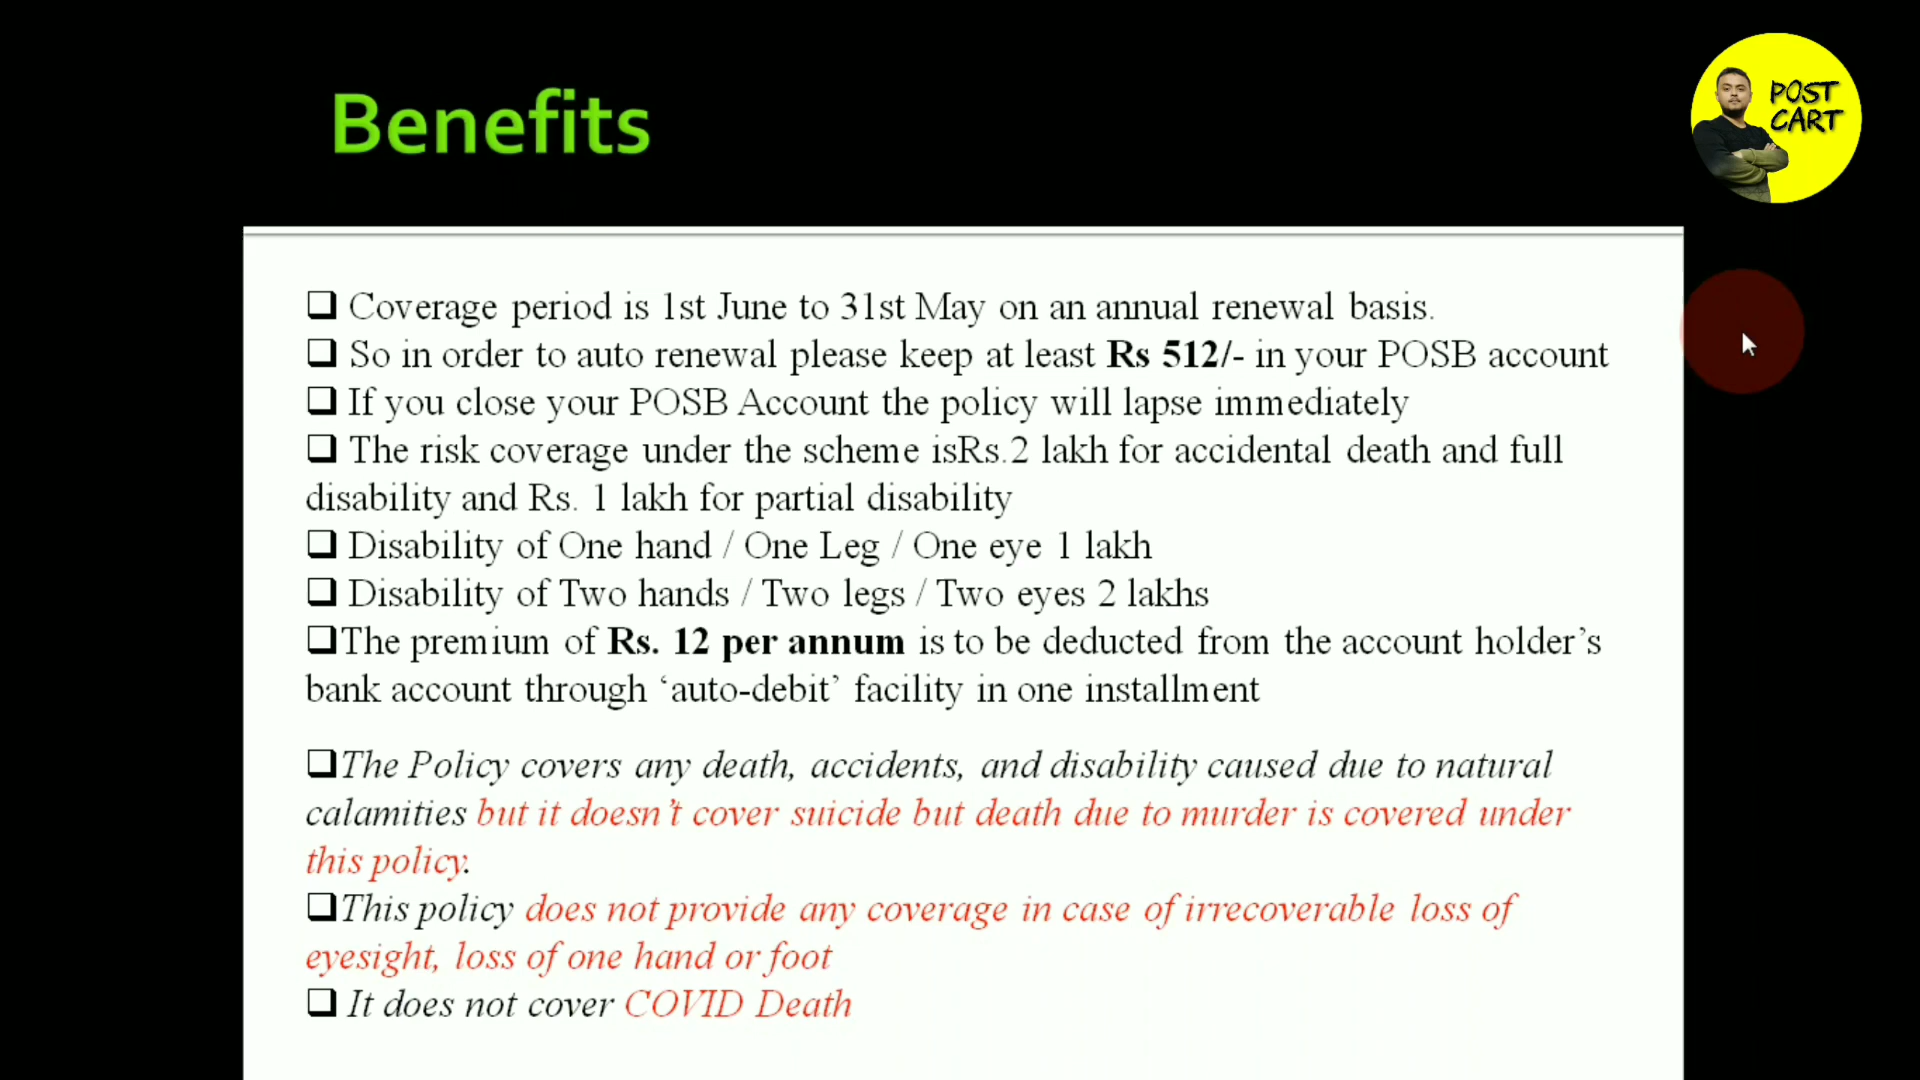 Benefits
POST
CART
❑ Coverage period is 1st June to 31st May on an annual renewal basis.
❑ So in order to auto renewal please keep at least Rs 512/- in your POSB account
❑ If you close your POSB Account the policy will lapse immediately
❑ The risk coverage under the scheme isRs.2 lakh for accidental death and full
disability and Rs. 1 lakh for partial disability
❑ Disability of One hand / One Leg / One eye 1 lakh
❑ Disability of Two hands / Two legs / Two eyes 2 lakhs
❑The premium of Rs. 12 per annum is to be deducted from the account holder’s
bank account through ‘auto-debit’ facility in one installment
❑The Policy covers any death, accidents, and disability caused due to natural
calamities but it doesn’t cover suicide but death due to murder is covered under
this policy.
❑This policy does not provide any coverage in case of irrecoverable loss of
eyesight, loss of one hand or foot
❑ It does not cover COVID Death